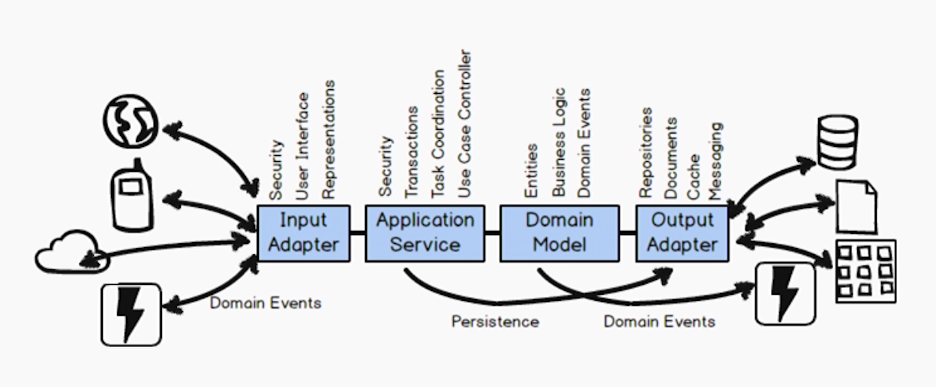 Security
User Interface
Representations
Security
Transactions
Task Coordination
Use Case Controller
Entities
Business Logic
Domain Events
Repositories
Documents
Cache
Messaging
Input
Adapter
Application
Service
Domain
Model
Output
Adapter
Domain Events
Persistence
Domain Events